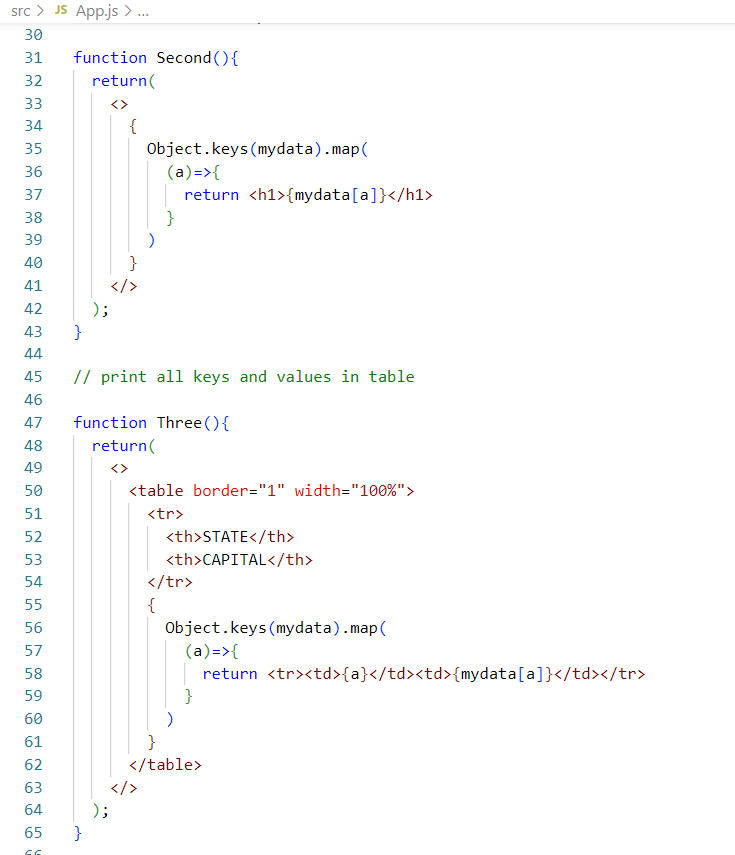 src > JS App.js > ...
30
31 function Second(){
32   return(
33     <>
34       {
35         Object.keys(mydata).map(
36           (a)=>{
37             return <h1>{mydata[a]}</h1>
38           }
39         )
40       }
41     </>
42   );
43 }
44
45 // print all keys and values in table
46
47 function Three(){
48   return(
49     <>
50       <table border="1" width="100%">
51         <tr>
52           <th>STATE</th>
53           <th>CAPITAL</th>
54         </tr>
55         {
56           Object.keys(mydata).map(
57             (a)=>{
58               return <tr><td>{a}</td><td>{mydata[a]}</td></tr>
59             }
60           )
61         }
62       </table>
63     </>
64   );
65 }
66